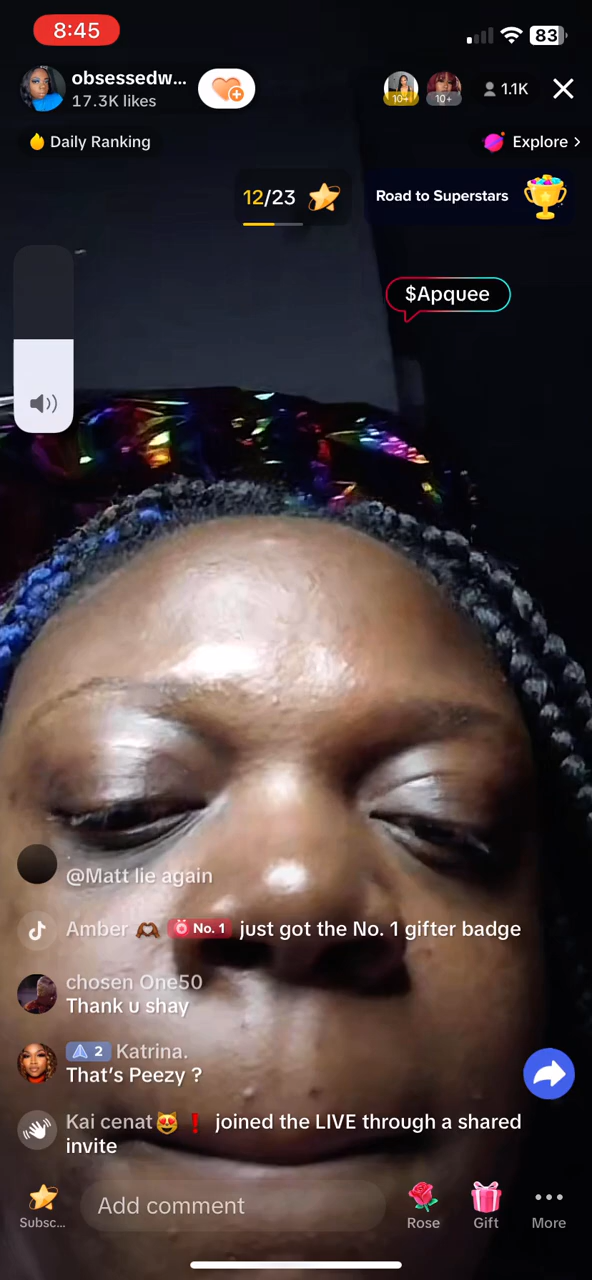 8:45
83
obsessedw...
17.3K likes
10+
10+
1.1K
Daily Ranking
Explore >
12/23
Road to Superstars
$Apquee
@Matt lie again
Amber 🫶🏾 No. 1 just got the No. 1 gifter badge
chosen One50
Thank u shay
2 Katrina.
That's Peezy ?
Kai cenat😻❗ joined the LIVE through a shared
invite
Subsc...
Add comment
Rose
Gift
More